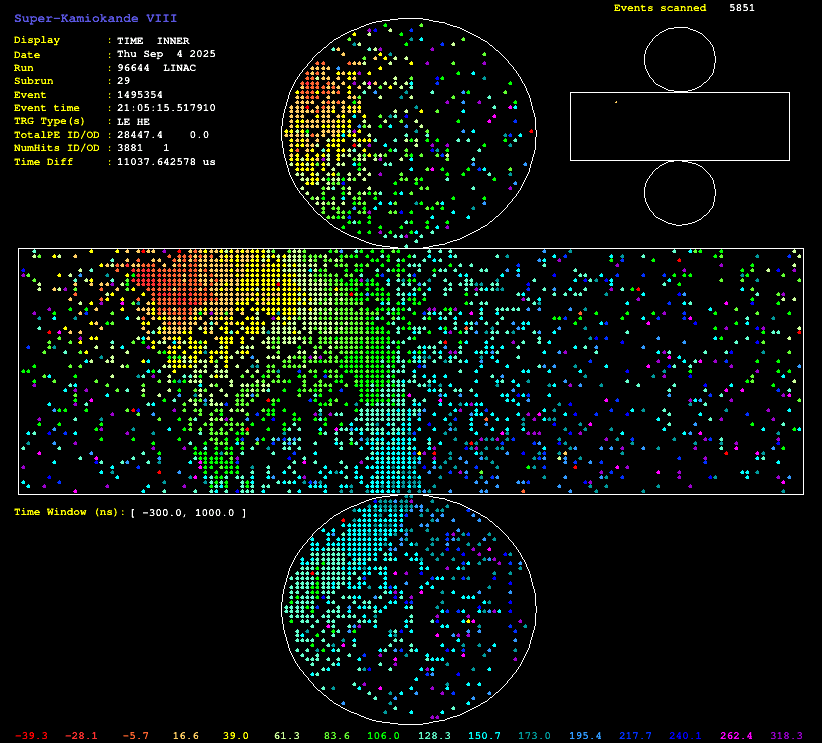 Super-Kamiokande VIII
Display : TIME INNER
Date : Thu Sep 4 2025
Run : 96644 LINAC
Subrun : 29
Event : 1495354
Event time : 21:05:15.517910
TRG Type(s) : LE HE
TotalPE ID/OD : 28447.4 0.0
NumHits ID/OD : 3881 1
Time Diff : 11037.642578 us
Events scanned 5851
Time Window (ns): [ -300.0, 1000.0 ]
-39.3 -28.1 -5.7 16.6 39.0 61.3 83.6 106.0 128.3 150.7 173.0 195.4 217.7 240.1 262.4 318.3